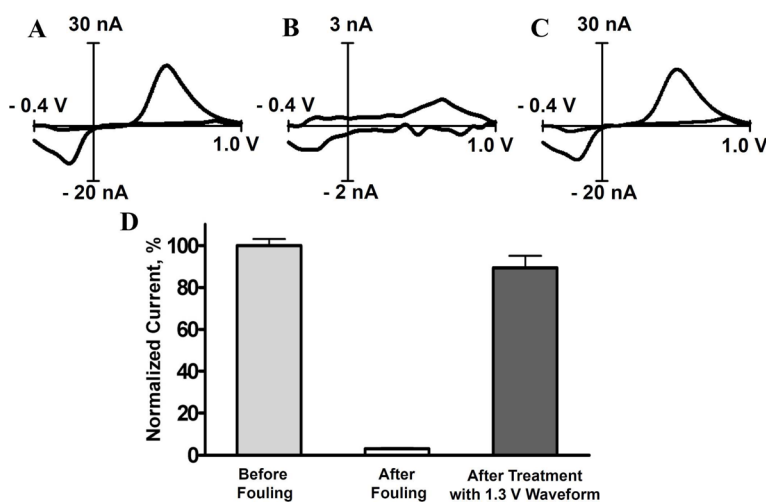 A
30 nA
- 0.4 V
1.0 V
- 20 nA
B
3 nA
- 0.4 V
1.0 V
- 2 nA
C
30 nA
- 0.4 V
1.0 V
- 20 nA
D
Normalized Current, %
100
80
60
40
20
0
Before
Fouling
After
Fouling
After Treatment
with 1.3 V Waveform